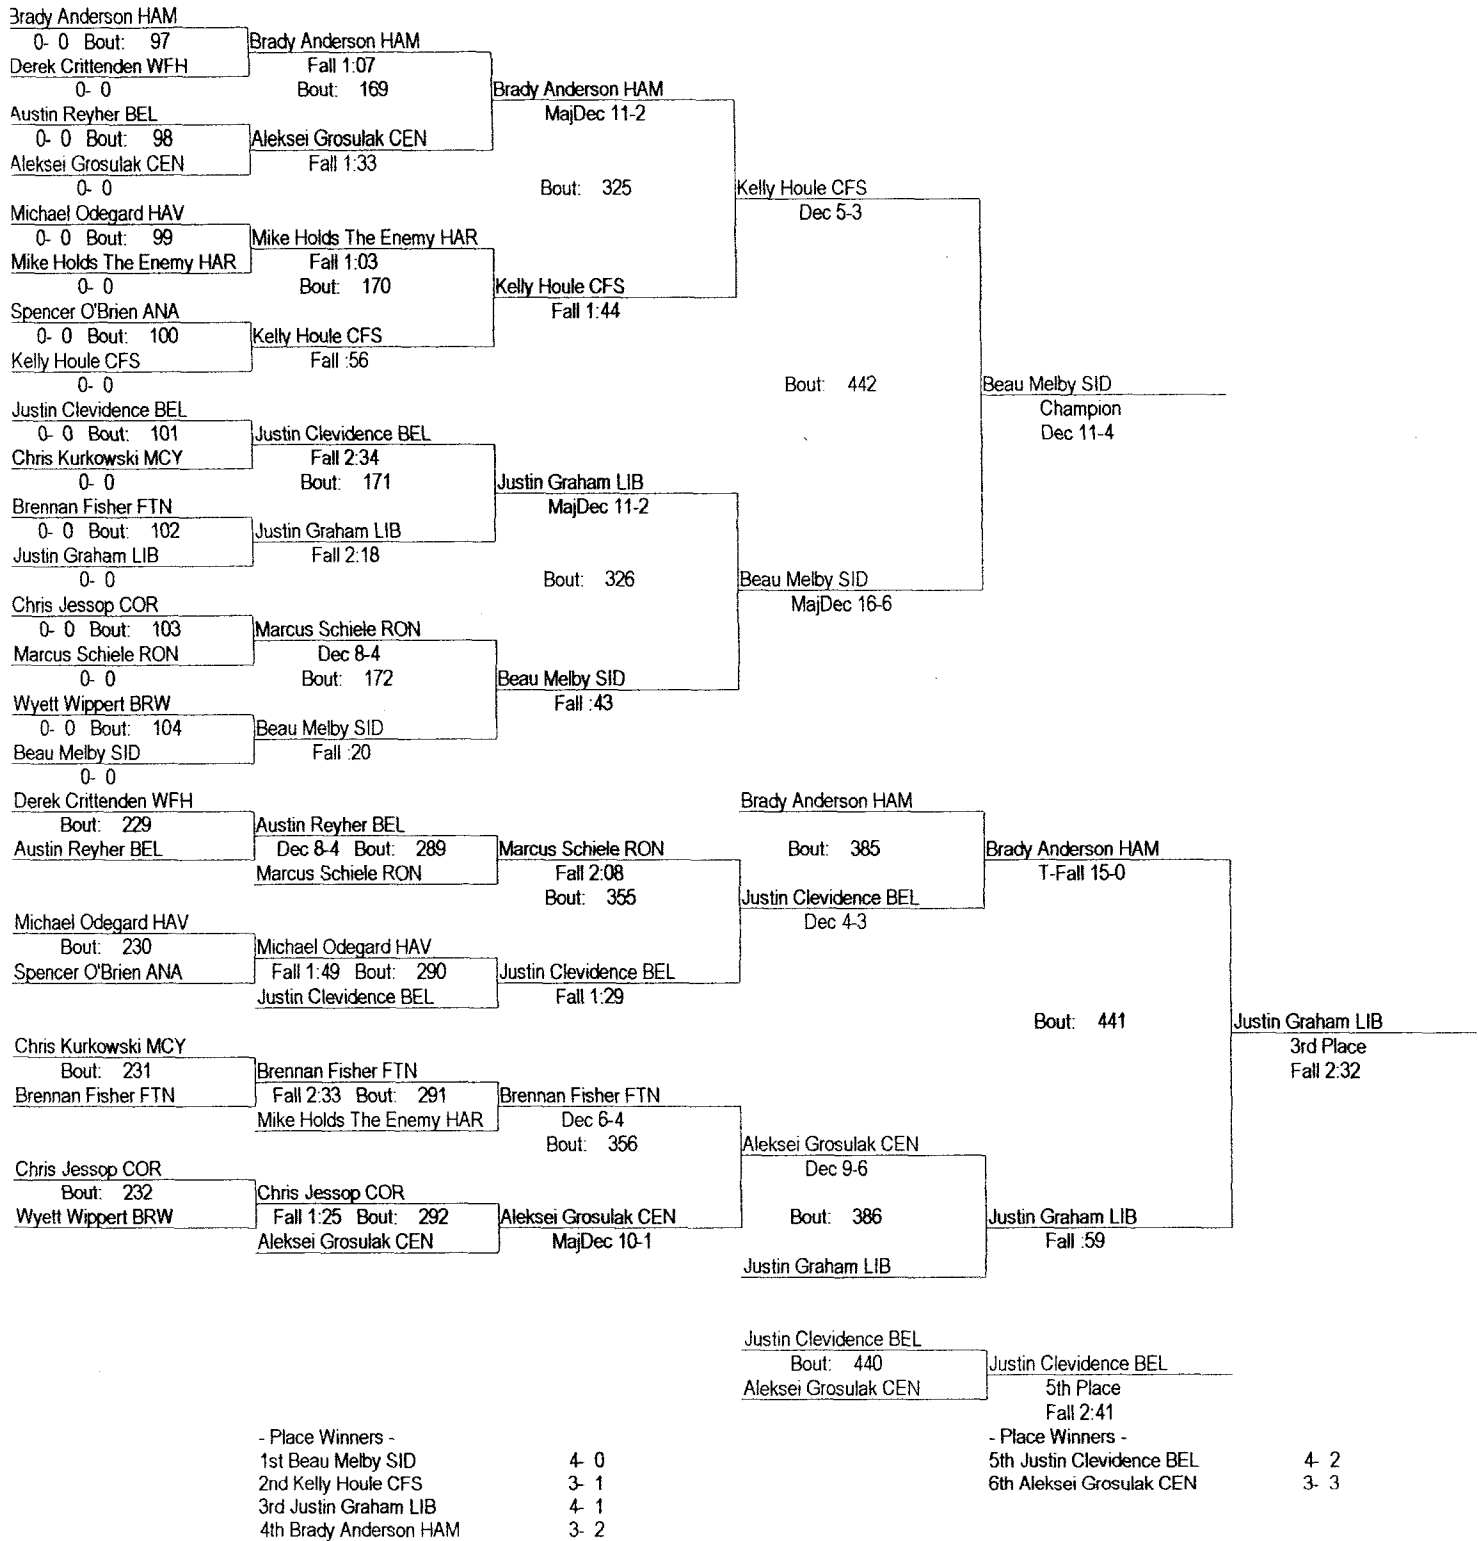 Brady Anderson HAM
0- 0 Bout: 97
Derek Crittenden WFH
0- 0
Austin Reyher BEL
0- 0 Bout: 98
Aleksei Grosulak CEN
0- 0
Michael Odegard HAV
0- 0 Bout: 99
Mike Holds The Enemy HAR
0- 0
Spencer O'Brien ANA
0- 0 Bout: 100
Kelly Houle CFS
0- 0
Justin Clevidence BEL
0- 0 Bout: 101
Chris Kurkowski MCY
0- 0
Brennan Fisher FTN
0- 0 Bout: 102
Justin Graham LIB
0- 0
Chris Jessop COR
0- 0 Bout: 103
Marcus Schiele RON
0- 0
Wyett Wippert BRW
0- 0 Bout: 104
Beau Melby SID
0- 0
Brady Anderson HAM
Fall 1:07
Bout: 169
Aleksei Grosulak CEN
Fall 1:33
Mike Holds The Enemy HAR
Fall 1:03
Bout: 170
Kelly Houle CFS
Fall :56
Justin Clevidence BEL
Fall 2:34
Bout: 171
Justin Graham LIB
Fall 2:18
Marcus Schiele RON
Dec 8-4
Bout: 172
Beau Melby SID
Fall :20
Brady Anderson HAM
MajDec 11-2
Bout: 325
Kelly Houle CFS
Fall 1:44
Justin Graham LIB
MajDec 11-2
Bout: 326
Beau Melby SID
Fall :43
Kelly Houle CFS
Dec 5-3
Bout: 442
Beau Melby SID
MajDec 16-6
Beau Melby SID
Champion
Dec 11-4
Derek Crittenden WFH
Bout: 229
Austin Reyher BEL
Michael Odegard HAV
Bout: 230
Spencer O'Brien ANA
Chris Kurkowski MCY
Bout: 231
Brennan Fisher FTN
Chris Jessop COR
Bout: 232
Wyett Wippert BRW
Austin Reyher BEL
Dec 8-4 Bout: 289
Marcus Schiele RON
Michael Odegard HAV
Fall 1:49 Bout: 290
Justin Clevidence BEL
Brennan Fisher FTN
Fall 2:33 Bout: 291
Mike Holds The Enemy HAR
Chris Jessop COR
Fall 1:25 Bout: 292
Aleksei Grosulak CEN
Marcus Schiele RON
Fall 2:08
Bout: 355
Justin Clevidence BEL
Fall 1:29
Brennan Fisher FTN
Dec 6-4
Bout: 356
Aleksei Grosulak CEN
MajDec 10-1
Brady Anderson HAM
Bout: 385
Justin Clevidence BEL
Dec 4-3
Aleksei Grosulak CEN
Dec 9-6
Bout: 386
Justin Graham LIB
Brady Anderson HAM
T-Fall 15-0
Bout: 441
Justin Graham LIB
Fall :59
Justin Graham LIB
3rd Place
Fall 2:32
Justin Clevidence BEL
Bout: 440
Aleksei Grosulak CEN
Justin Clevidence BEL
5th Place
Fall 2:41
- Place Winners -
1st Beau Melby SID 4- 0
2nd Kelly Houle CFS 3- 1
3rd Justin Graham LIB 4- 1
4th Brady Anderson HAM 3- 2
- Place Winners -
5th Justin Clevidence BEL 4- 2
6th Aleksei Grosulak CEN 3- 3